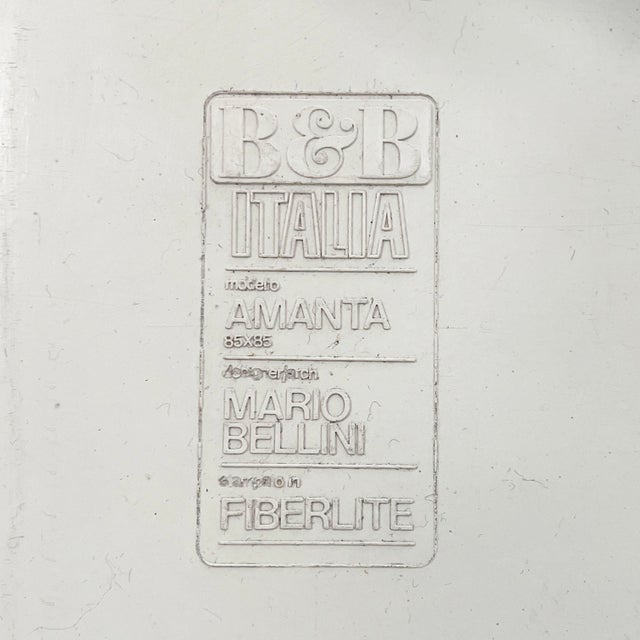 B&B
ITALIA
modello
AMANTA
85X85
MARIO
BELLINI
FIBERLITE